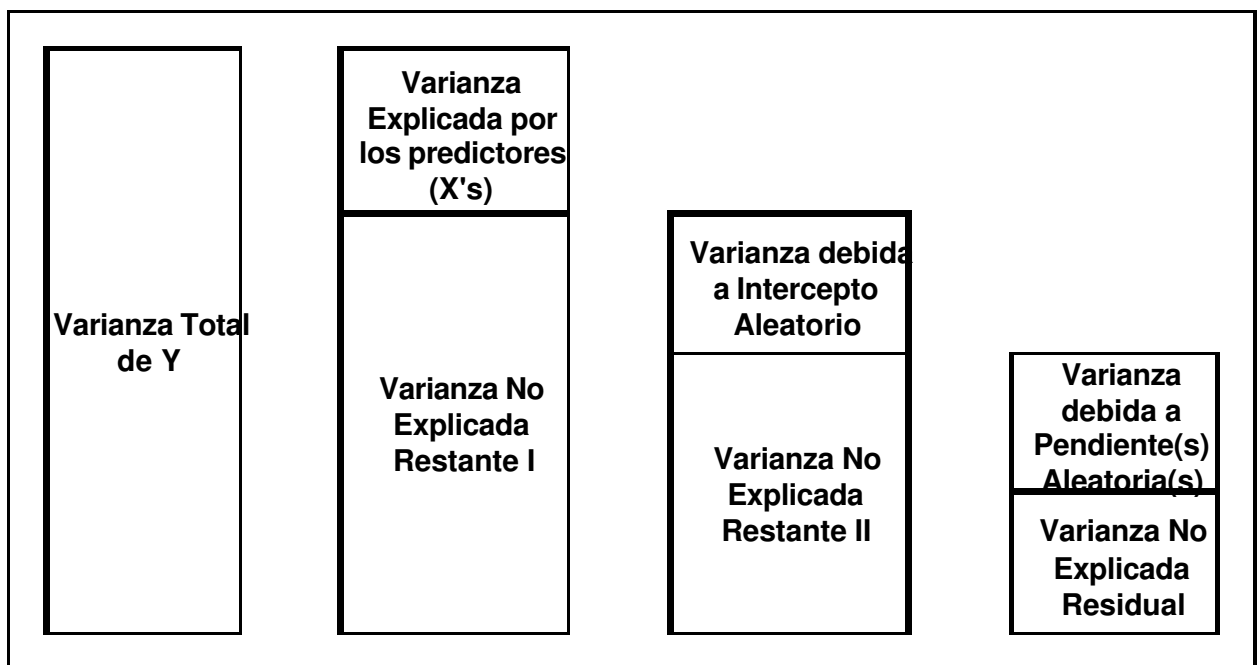 Varianza Total
de Y
Varianza
Explicada por
los predictores
(X's)
Varianza No
Explicada
Restante I
Varianza debida
a Intercepto
Aleatorio
Varianza No
Explicada
Restante II
Varianza
debida a
Pendiente(s)
Aleatoria(s)
Varianza No
Explicada
Residual